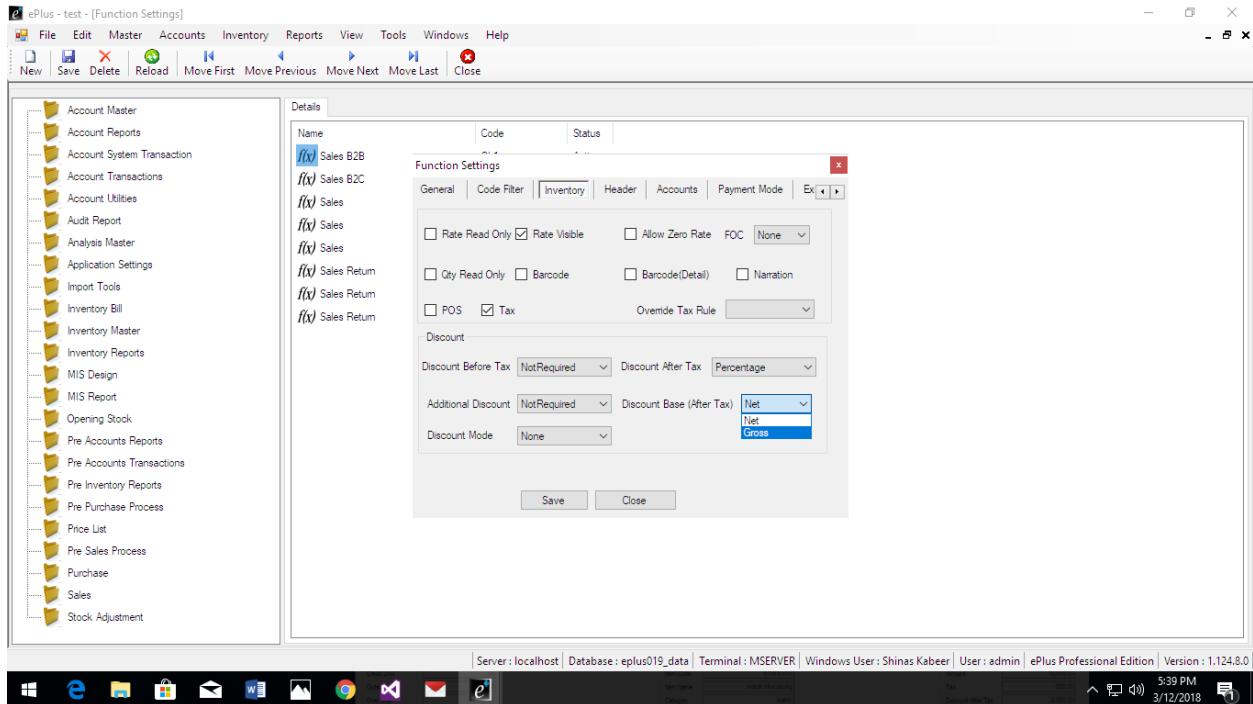 ePlus - test - [Function Settings]
File Edit Master Accounts Inventory Reports View Tools Windows Help
New Save Delete Reload Move First Move Previous Move Next Move Last Close
Account Master
Account Reports
Account System Transaction
Account Transactions
Account Utilities
Audit Report
Analysis Master
Application Settings
Import Tools
Inventory Bill
Inventory Master
Inventory Reports
MIS Design
MIS Report
Opening Stock
Pre Accounts Reports
Pre Accounts Transactions
Pre Inventory Reports
Pre Purchase Process
Price List
Pre Sales Process
Purchase
Sales
Stock Adjustment
Details
Name Code Status
f(x) Sales B2B
f(x) Sales B2C
f(x) Sales
f(x) Sales
f(x) Sales
f(x) Sales Return
f(x) Sales Return
f(x) Sales Return
Function Settings
General Code Filter Inventory Header Accounts Payment Mode Ex
Rate Read Only Rate Visible Allow Zero Rate FOC None
Qty Read Only Barcode Barcode(Detail) Narration
POS Tax Override Tax Rule
Discount
Discount Before Tax NotRequired Discount After Tax Percentage
Additional Discount NotRequired Discount Base (After Tax) Net
Net
Gross
Discount Mode None
Save Close
Server : localhost Database : eplus019_data Terminal : MSERVER Windows User : Shinas Kabeer User : admin ePlus Professional Edition Version : 1.124.8.0
5:39 PM
3/12/2018